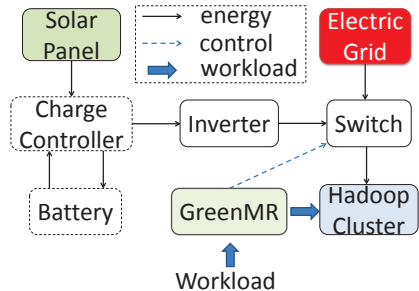 Solar
Panel
energy
control
workload
Electric
Grid
Charge
Controller
Inverter
Switch
Battery
GreenMR
Hadoop
Cluster
Workload